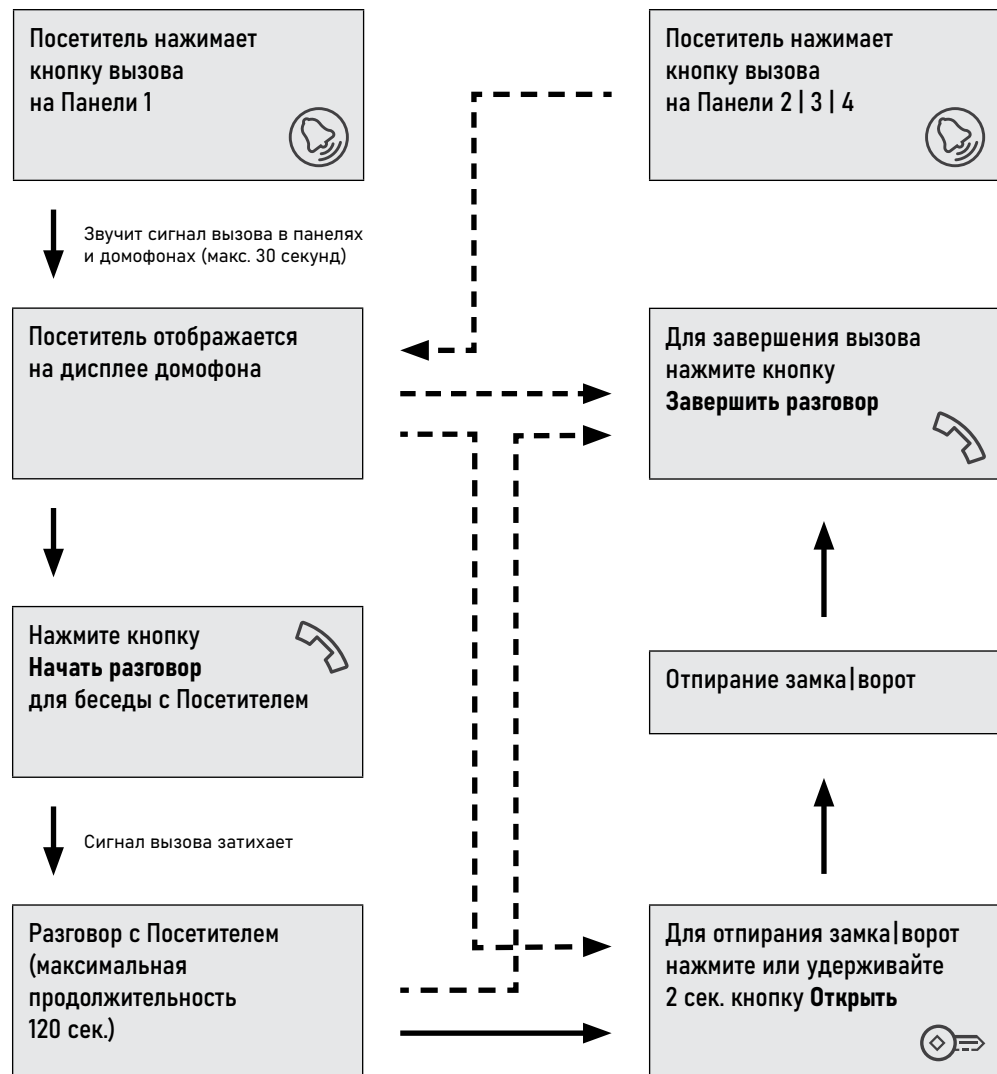 Посетитель нажимает
кнопку вызова
на Панели 1
Посетитель нажимает
кнопку вызова
на Панели 2 | 3 | 4
Звучит сигнал вызова в панелях
и домофонах (макс. 30 секунд)
Посетитель отображается
на дисплее домофона
Для завершения вызова
нажмите кнопку
Завершить разговор
Нажмите кнопку
Начать разговор
для беседы с Посетителем
Отпирание замка|ворот
Сигнал вызова затихает
Разговор с Посетителем
(максимальная
продолжительность
120 сек.)
Для отпирания замка|ворот
нажмите или удерживайте
2 сек. кнопку Открыть